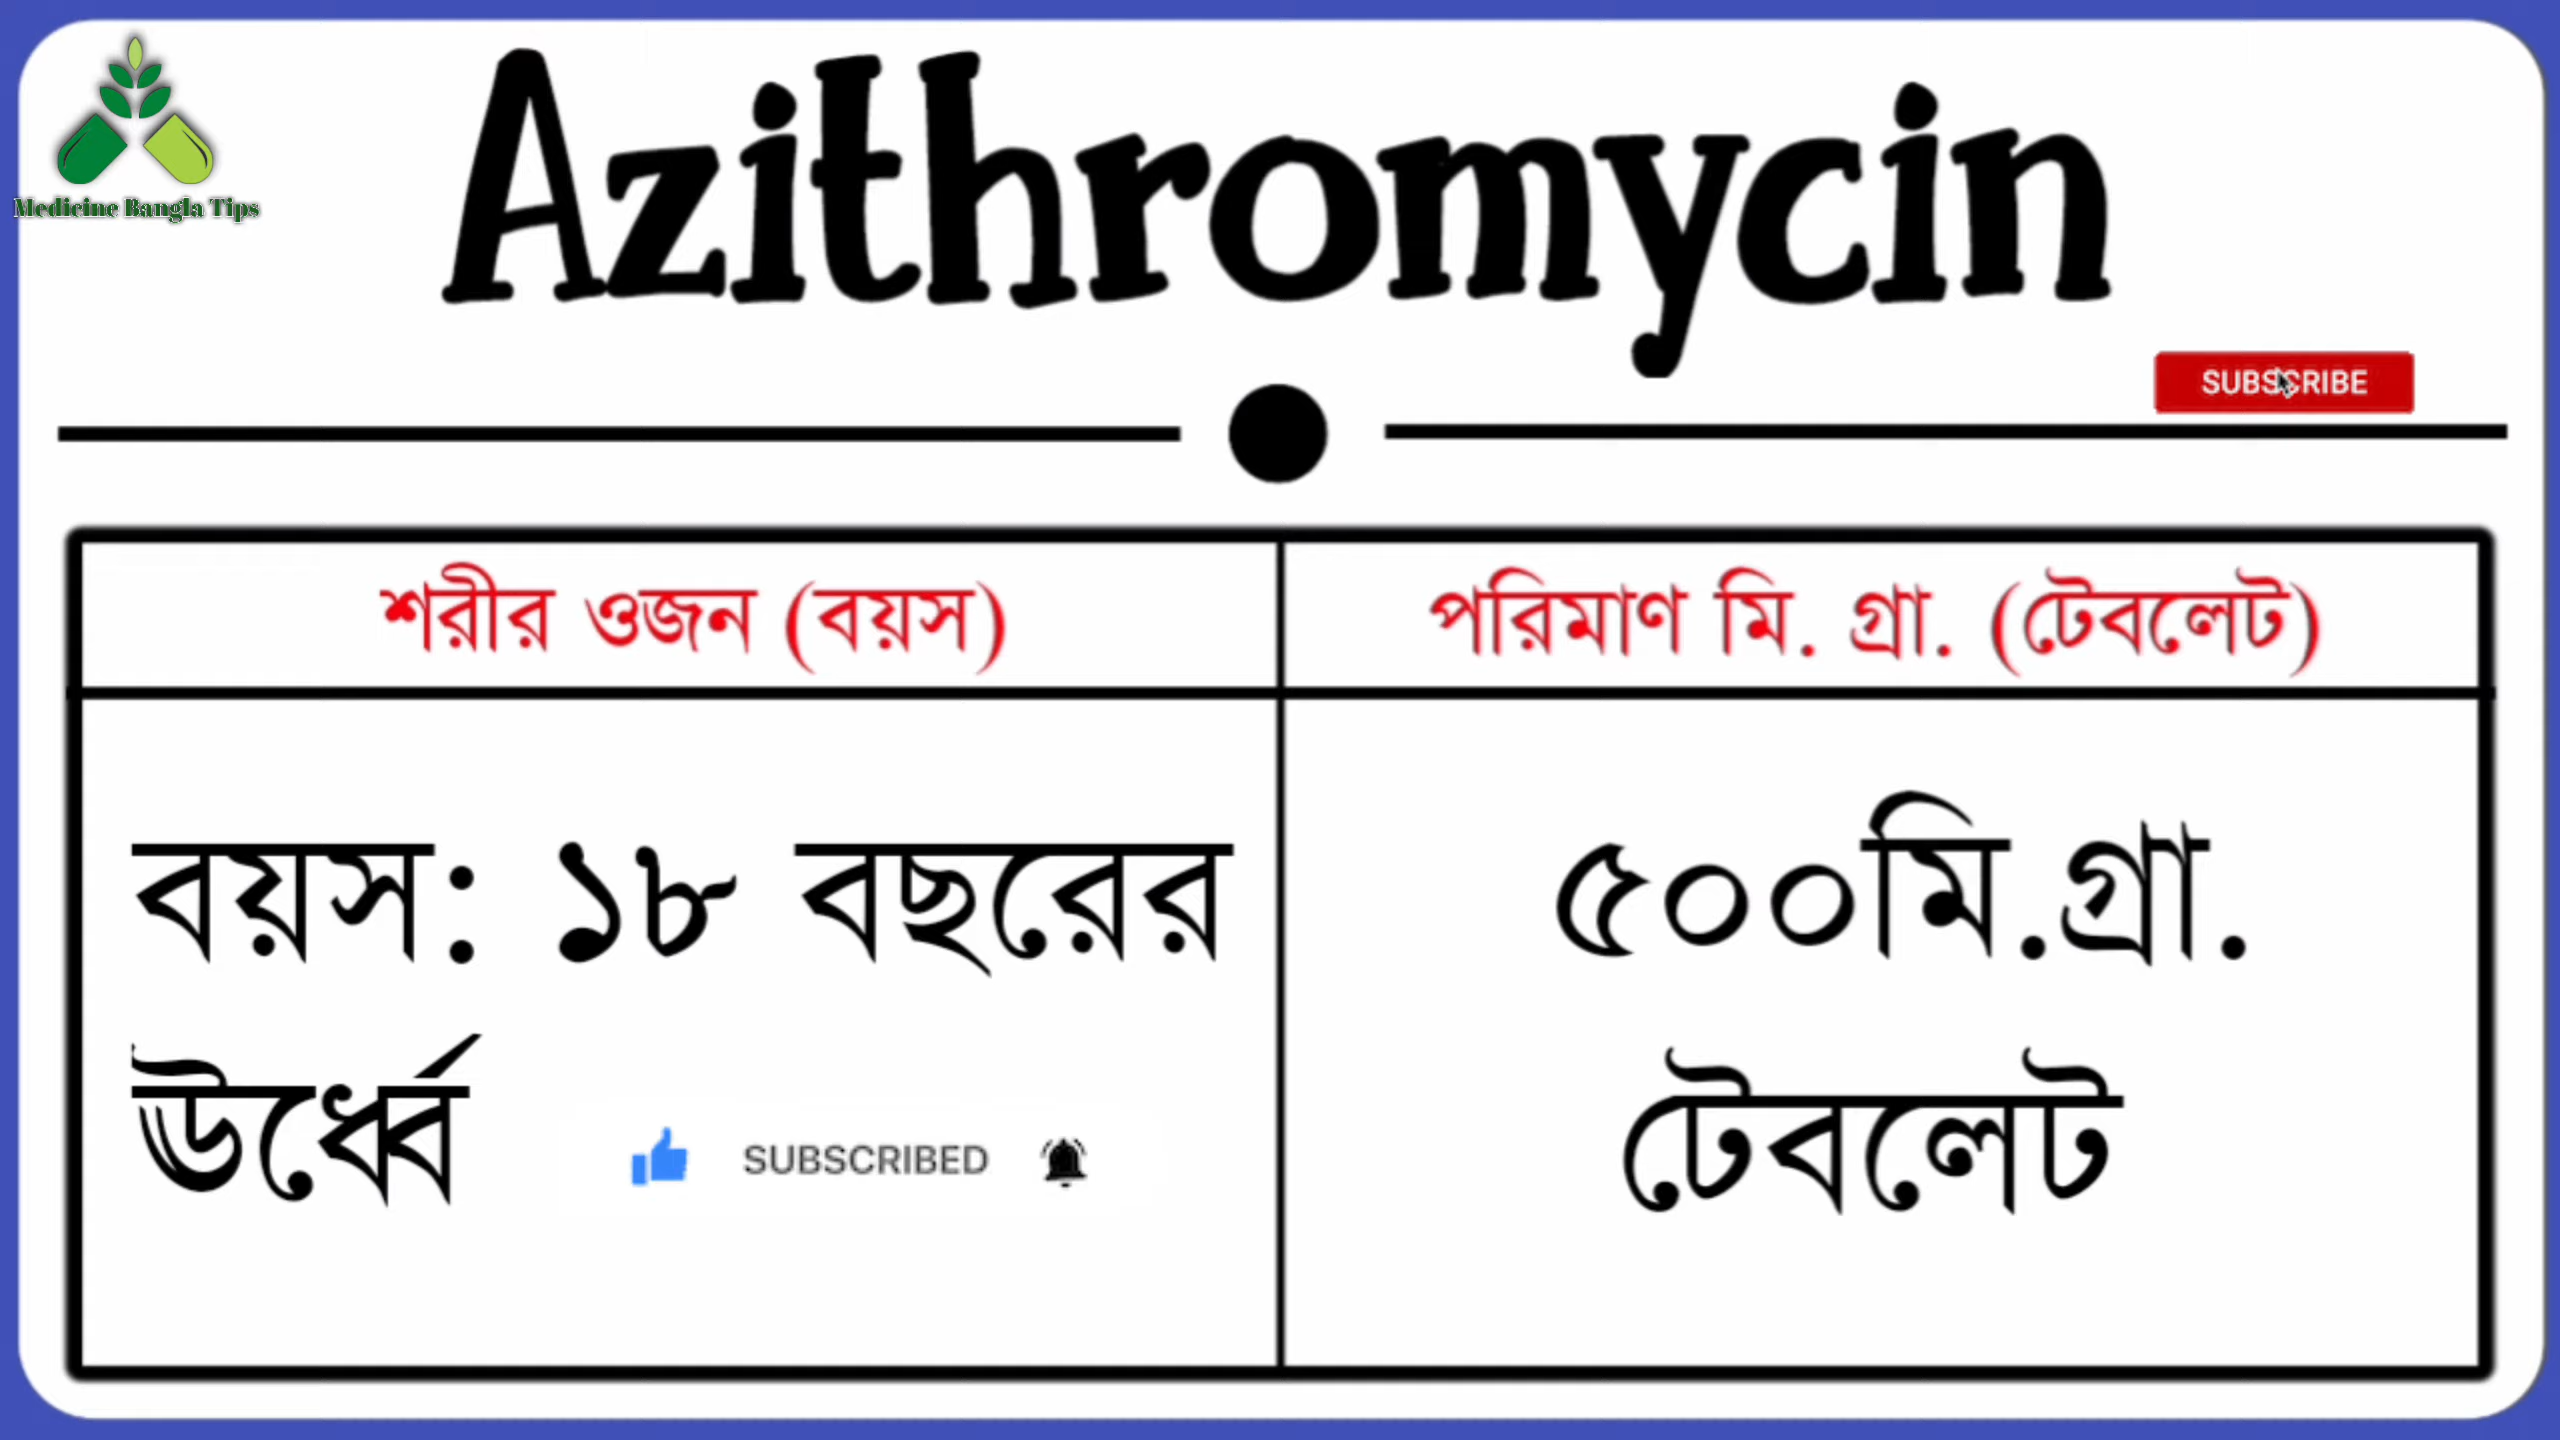 Medicine Bangla Tips
Azithromycin
SUBSCRIBE
শরীর ওজন (বয়স)
পরিমাণ মি. গ্রা. (টেবলেট)
বয়স: ১৮ বছরের
উর্ধ্বে
৫০০মি.গ্রা.
টেবলেট
SUBSCRIBED